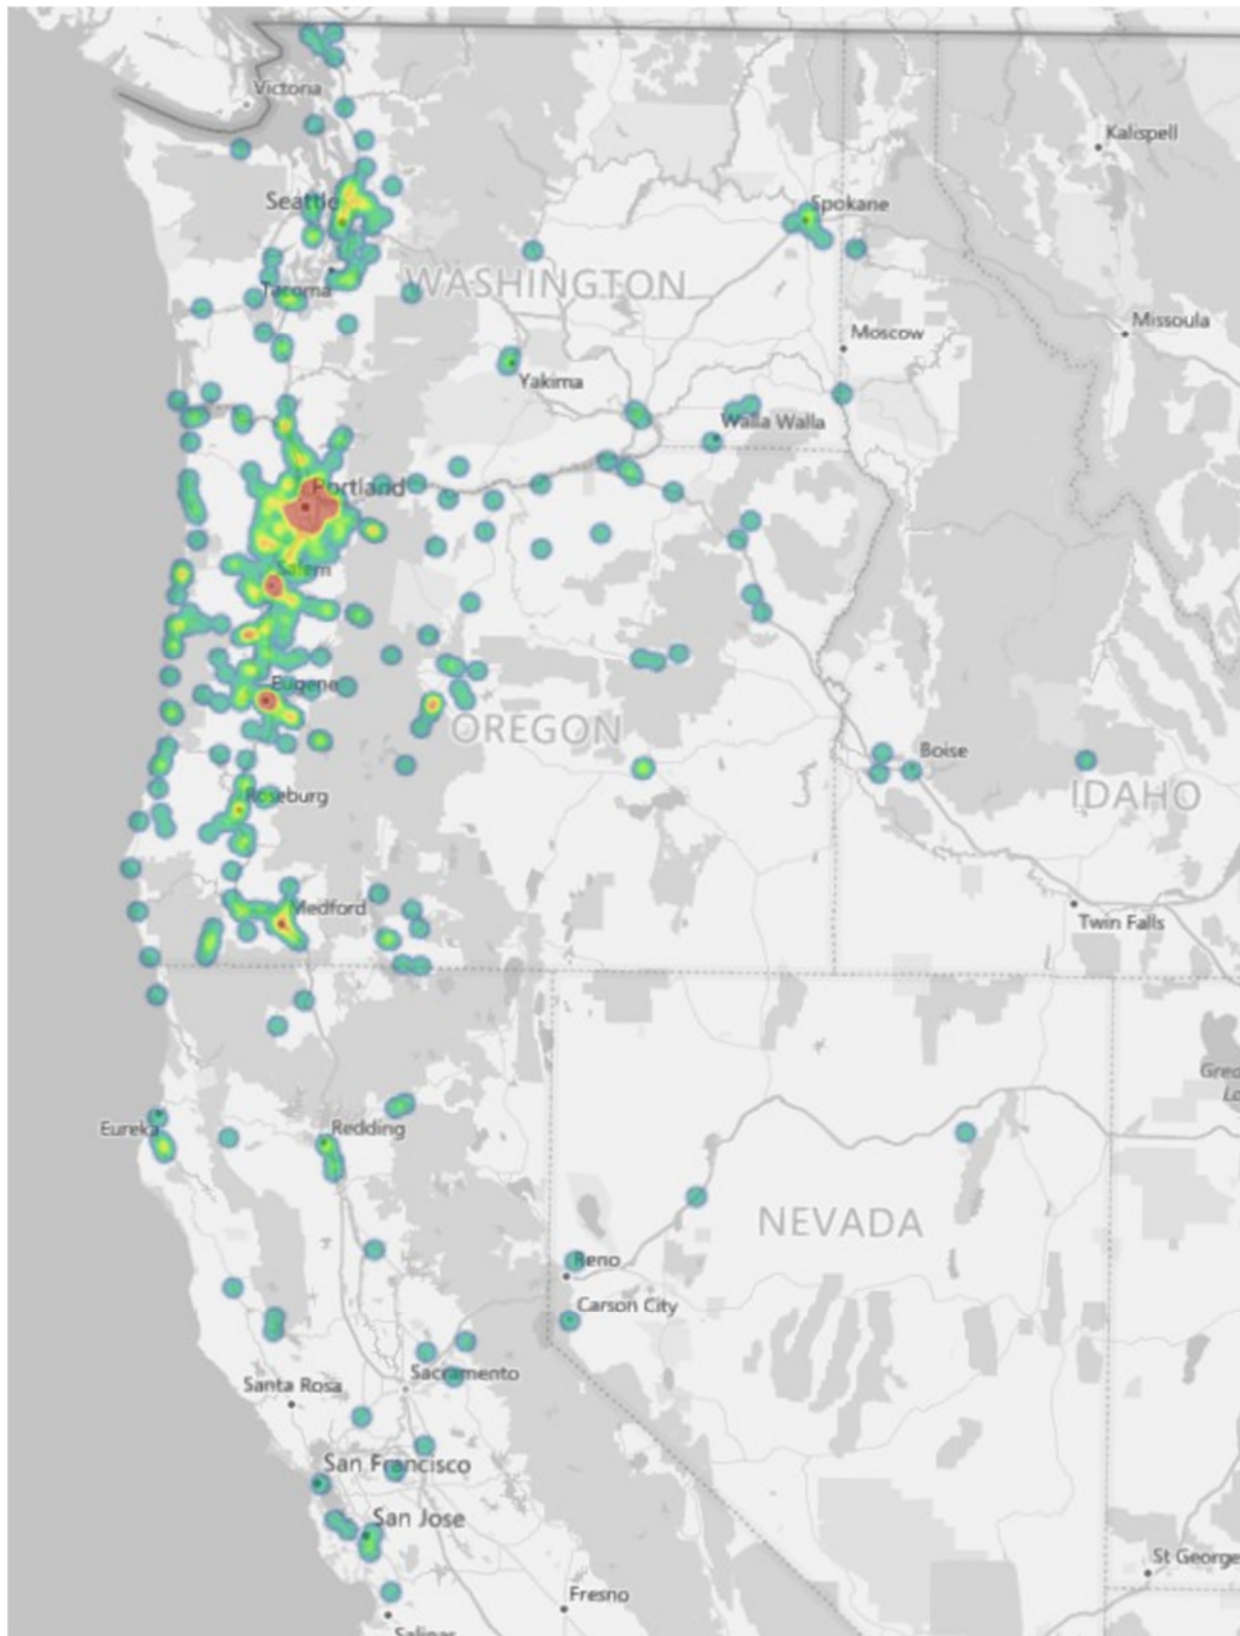 Victoria
Kalispell
Seattle
Spokane
WASHINGTON
Tacoma
Missoula
Moscow
Yakima
Walla Walla
Portland
Salem
Eugene
OREGON
Boise
IDAHO
Roseburg
Medford
Twin Falls
Eureka
Redding
NEVADA
Reno
Carson City
Sacramento
Santa Rosa
San Francisco
San Jose
St George
Fresno